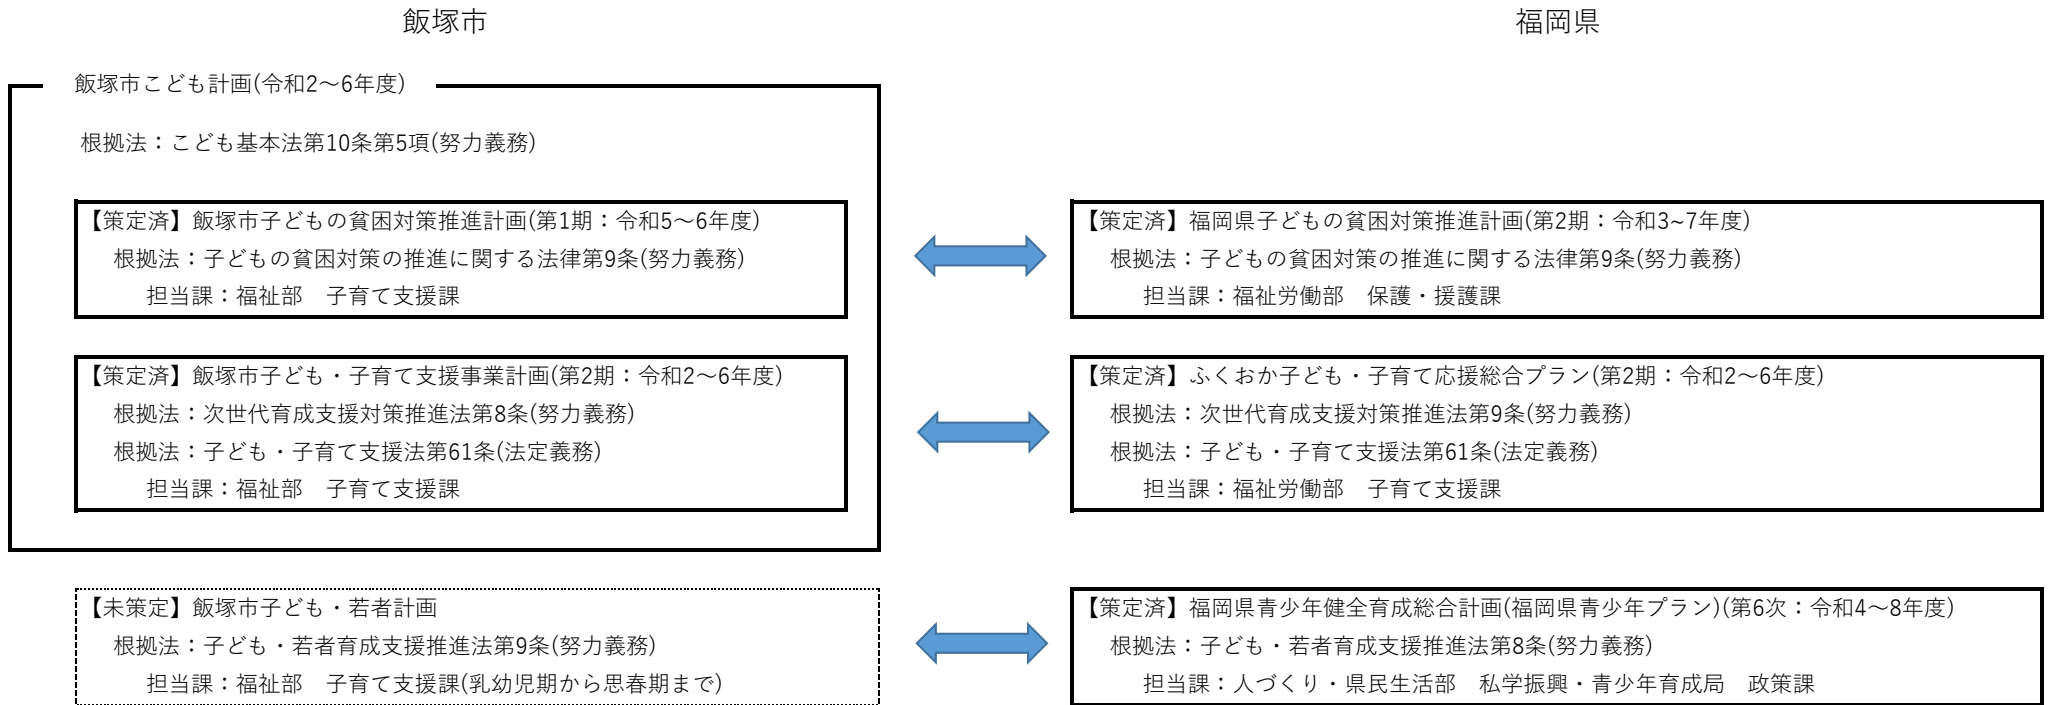 飯塚市
福岡県
飯塚市こども計画(令和2～6年度)
根拠法：こども基本法第10条第5項(努力義務)
【策定済】飯塚市子どもの貧困対策推進計画(第1期：令和5～6年度)
根拠法：子どもの貧困対策の推進に関する法律第9条(努力義務)
担当課：福祉部　子育て支援課
【策定済】福岡県子どもの貧困対策推進計画(第2期：令和3~7年度)
根拠法：子どもの貧困対策の推進に関する法律第9条(努力義務)
担当課：福祉労働部　保護・援護課
【策定済】飯塚市子ども・子育て支援事業計画(第2期：令和2～6年度)
根拠法：次世代育成支援対策推進法第8条(努力義務)
根拠法：子ども・子育て支援法第61条(法定義務)
担当課：福祉部　子育て支援課
【策定済】ふくおか子ども・子育て応援総合プラン(第2期：令和2～6年度)
根拠法：次世代育成支援対策推進法第9条(努力義務)
根拠法：子ども・子育て支援法第61条(法定義務)
担当課：福祉労働部　子育て支援課
【未策定】飯塚市子ども・若者計画
根拠法：子ども・若者育成支援推進法第9条(努力義務)
担当課：福祉部　子育て支援課(乳幼児期から思春期まで)
【策定済】福岡県青少年健全育成総合計画(福岡県青少年プラン)(第6次：令和4～8年度)
根拠法：子ども・若者育成支援推進法第8条(努力義務)
担当課：人づくり・県民生活部　私学振興・青少年育成局　政策課